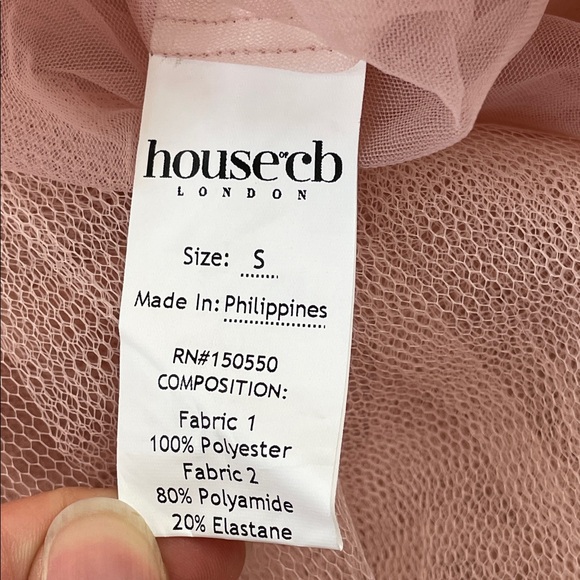 house of cb
LONDON
Size: S
Made In: Philippines
RN#150550
COMPOSITION:
Fabric 1
100% Polyester
Fabric 2
80% Polyamide
20% Elastane